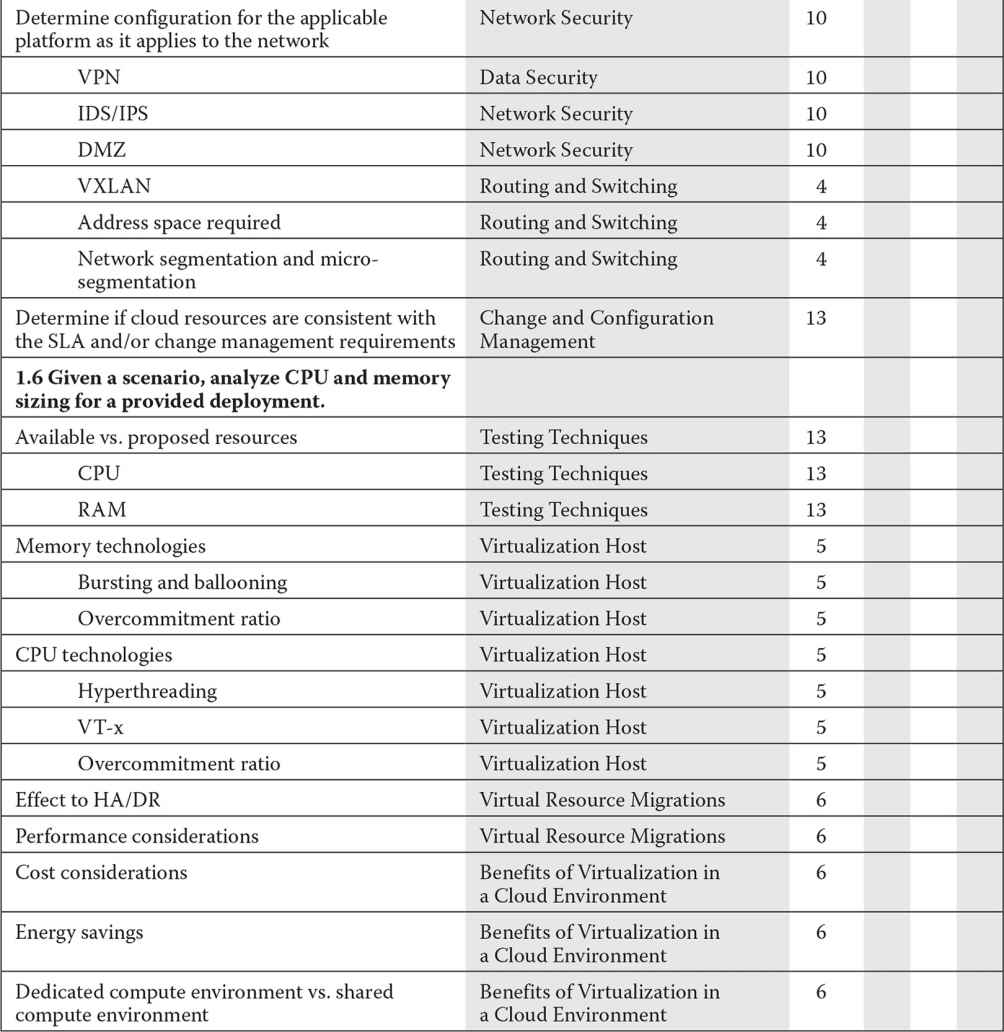 Determine configuration for the applicable Network Security 10
platform as it applies to the network
VPN Data Security 10
IDS/IPS Network Security 10
DMZ Network Security 10
VXLAN Routing and Switching 4
Address space required Routing and Switching 4
Network segmentation and micro- Routing and Switching 4
segmentation
Determine if cloud resources are consistent with Change and Configuration 13
the SLA and/or change management requirements Management
1.6 Given a scenario, analyze CPU and memory
sizing for a provided deployment.
Available vs. proposed resources Testing Techniques 13
CPU Testing Techniques 13
RAM Testing Techniques 13
Memory technologies Virtualization Host 5
Bursting and ballooning Virtualization Host 5
Overcommitment ratio Virtualization Host 5
CPU technologies Virtualization Host 5
Hyperthreading Virtualization Host 5
VT-x Virtualization Host 5
Overcommitment ratio Virtualization Host 5
Effect to HA/DR Virtual Resource Migrations 6
Performance considerations Virtual Resource Migrations 6
Cost considerations Benefits of Virtualization in 6
a Cloud Environment
Energy savings Benefits of Virtualization in 6
a Cloud Environment
Dedicated compute environment vs. shared Benefits of Virtualization in 6
compute environment a Cloud Environment